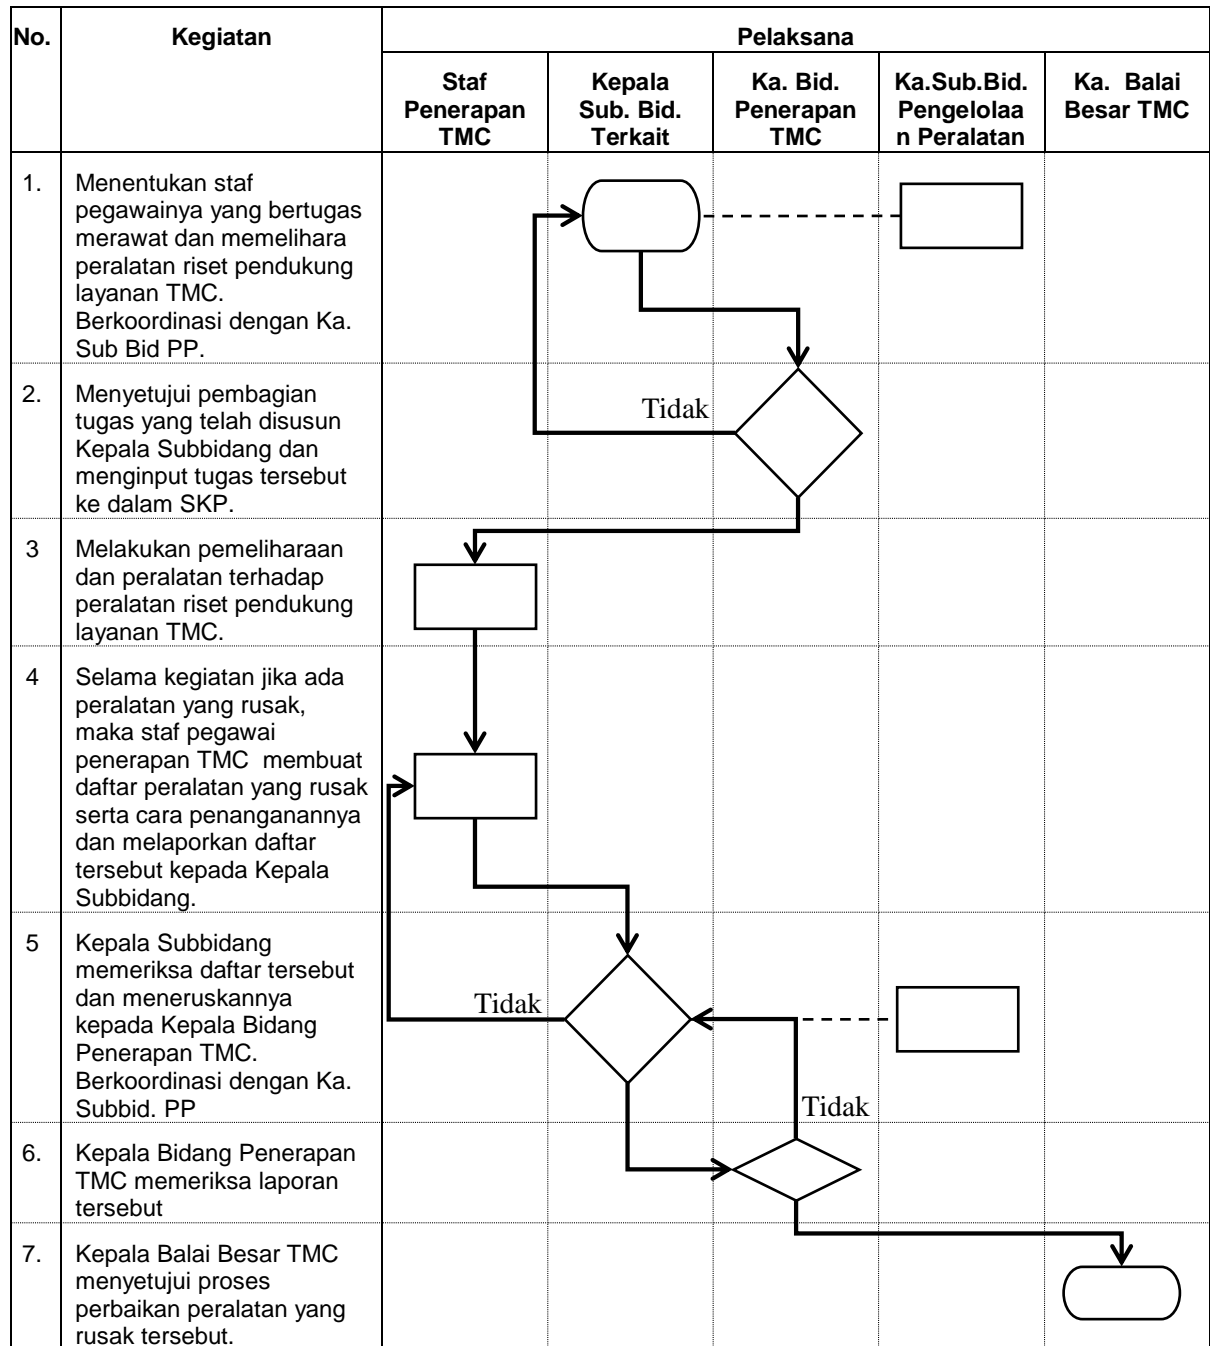 No.
Kegiatan
Pelaksana
Staf
Penerapan
TMC
Kepala
Sub. Bid.
Terkait
Ka. Bid.
Penerapan
TMC
Ka.Sub.Bid.
Pengelolaa
n Peralatan
Ka. Balai
Besar TMC
1.
Menentukan staf
pegawainya yang bertugas
merawat dan memelihara
peralatan riset pendukung
layanan TMC.
Berkoordinasi dengan Ka.
Sub Bid PP.
2.
Menyetujui pembagian
tugas yang telah disusun
Kepala Subbidang dan
menginput tugas tersebut
ke dalam SKP.
Tidak
3
Melakukan pemeliharaan
dan peralatan terhadap
peralatan riset pendukung
layanan TMC.
4
Selama kegiatan jika ada
peralatan yang rusak,
maka staf pegawai
penerapan TMC membuat
daftar peralatan yang rusak
serta cara penanganannya
dan melaporkan daftar
tersebut kepada Kepala
Subbidang.
5
Kepala Subbidang
memeriksa daftar tersebut
dan meneruskannya
kepada Kepala Bidang
Penerapan TMC.
Berkoordinasi dengan Ka.
Subbid. PP
Tidak
Tidak
6.
Kepala Bidang Penerapan
TMC memeriksa laporan
tersebut
7.
Kepala Balai Besar TMC
menyetujui proses
perbaikan peralatan yang
rusak tersebut.